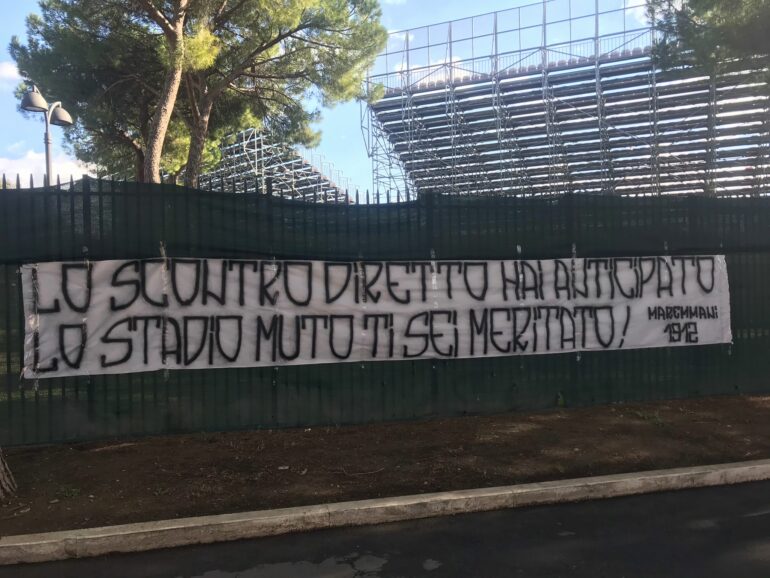 LO SCONTRO DIRETTO HAI ANTICIPATO
LO STADIO MUTO TI SEI MERITATO!
MAREMMANI
1912